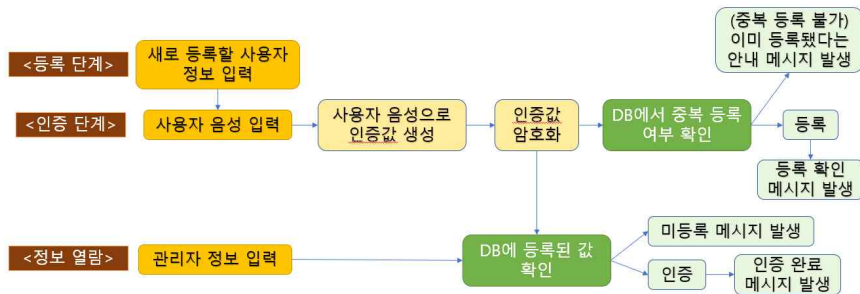 (중복 등록 불가)
이미 등록됐다는
안내 메시지 발생
<등록 단계>
새로 등록할 사용자
정보 입력
<인증 단계>
사용자 음성 입력
사용자 음성으로
인증값 생성
인증값
암호화
DB에서 중복 등록
여부 확인
등록
등록 확인
메시지 발생
<정보 열람>
관리자 정보 입력
DB에 등록된 값
확인
미등록 메시지 발생
인증
인증 완료
메시지 발생